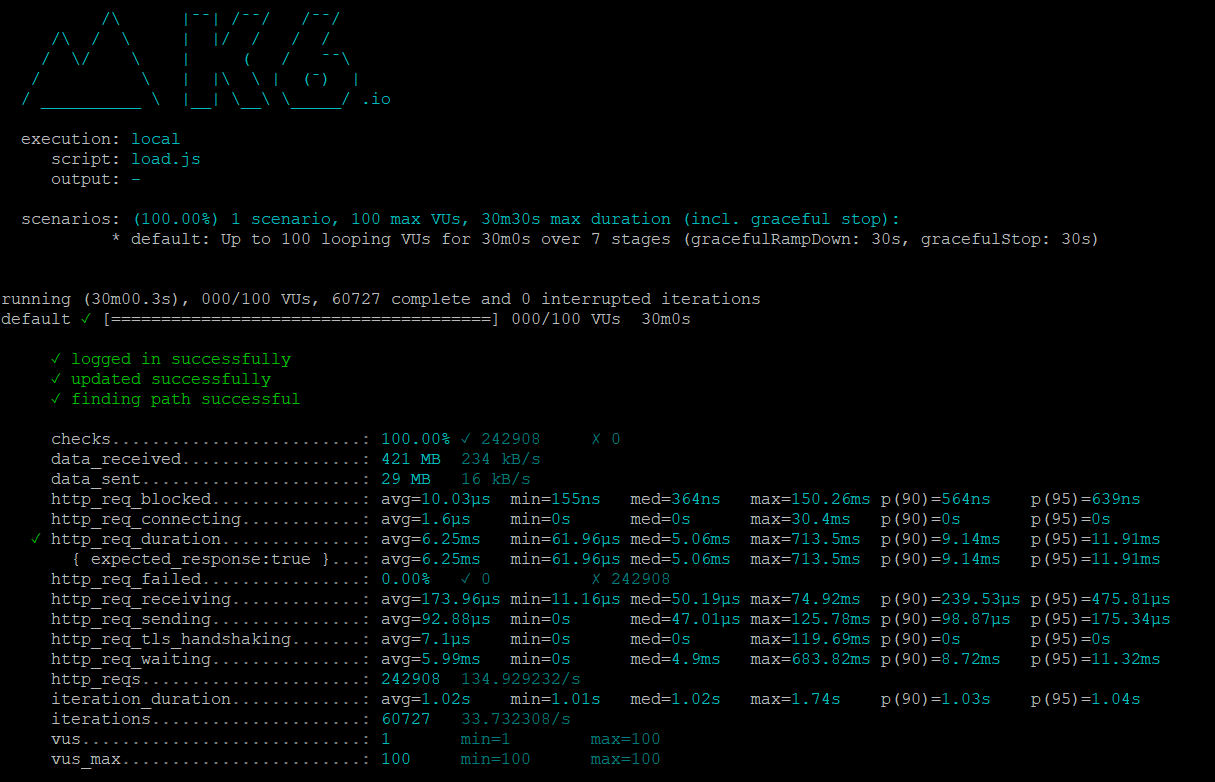 /\      |‾‾| /‾‾/   /‾‾/
     /\  /  \     |  |/  /   /  /
    /  \/    \    |     (   /   ‾‾\
   /          \   |  |\  \ |  (‾)  |
  / __________ \  |__| \__\ \_____/ .io

  execution: local
     script: load.js
     output: -

  scenarios: (100.00%) 1 scenario, 100 max VUs, 30m30s max duration (incl. graceful stop):
           * default: Up to 100 looping VUs for 30m0s over 7 stages (gracefulRampDown: 30s, gracefulStop: 30s)

running (30m00.3s), 000/100 VUs, 60727 complete and 0 interrupted iterations
default ✓ [======================================] 000/100 VUs  30m0s

     ✓ logged in successfully
     ✓ updated successfully
     ✓ finding path successful

     checks.........................: 100.00% ✓ 242908     ✗ 0
     data_received..................: 421 MB  234 kB/s
     data_sent......................: 29 MB   16 kB/s
     http_req_blocked...............: avg=10.03µs  min=155ns   med=364ns   max=150.26ms p(90)=564ns    p(95)=639ns
     http_req_connecting............: avg=1.6µs    min=0s      med=0s      max=30.4ms   p(90)=0s       p(95)=0s
   ✓ http_req_duration..............: avg=6.25ms   min=61.96µs med=5.06ms  max=713.5ms  p(90)=9.14ms   p(95)=11.91ms
       { expected_response:true }...: avg=6.25ms   min=61.96µs med=5.06ms  max=713.5ms  p(90)=9.14ms   p(95)=11.91ms
     http_req_failed................: 0.00%   ✓ 0          ✗ 242908
     http_req_receiving.............: avg=173.96µs min=11.16µs med=50.19µs max=74.92ms  p(90)=239.53µs p(95)=475.81µs
     http_req_sending...............: avg=92.88µs  min=0s      med=47.01µs max=125.78ms p(90)=98.87µs  p(95)=175.34µs
     http_req_tls_handshaking.......: avg=7.1µs    min=0s      med=0s      max=119.69ms p(90)=0s       p(95)=0s
     http_req_waiting...............: avg=5.99ms   min=0s      med=4.9ms   max=683.82ms p(90)=8.72ms   p(95)=11.32ms
     http_reqs......................: 242908  134.929232/s
     iteration_duration.............: avg=1.02s    min=1.01s   med=1.02s   max=1.74s    p(90)=1.03s    p(95)=1.04s
     iterations.....................: 60727   33.732308/s
     vus............................: 1       min=1        max=100
     vus_max........................: 100     min=100      max=100